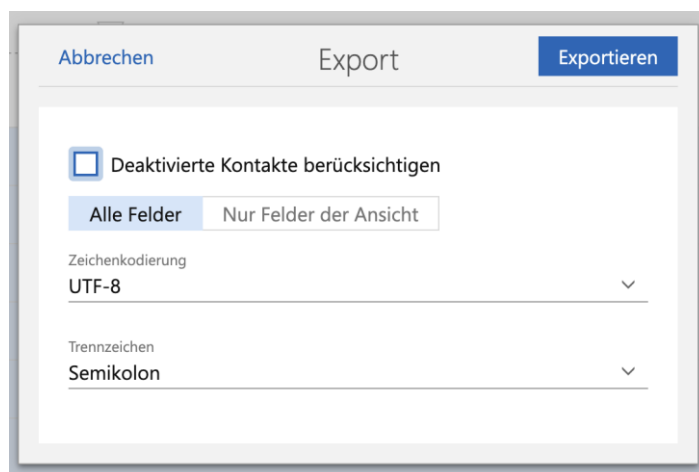 Abbrechen
Export
Exportieren
Deaktivierte Kontakte berücksichtigen
Alle Felder
Nur Felder der Ansicht
Zeichenkodierung
UTF-8
Trennzeichen
Semikolon